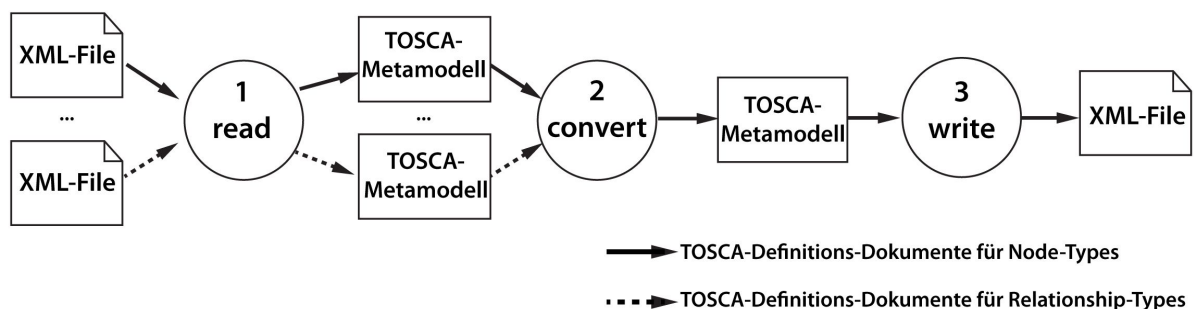 XML-File
...
XML-File
1
read
TOSCA-
Metamodell
...
TOSCA-
Metamodell
2
convert
TOSCA-
Metamodell
3
write
XML-File
TOSCA-Definitions-Dokumente für Node-Types
TOSCA-Definitions-Dokumente für Relationship-Types